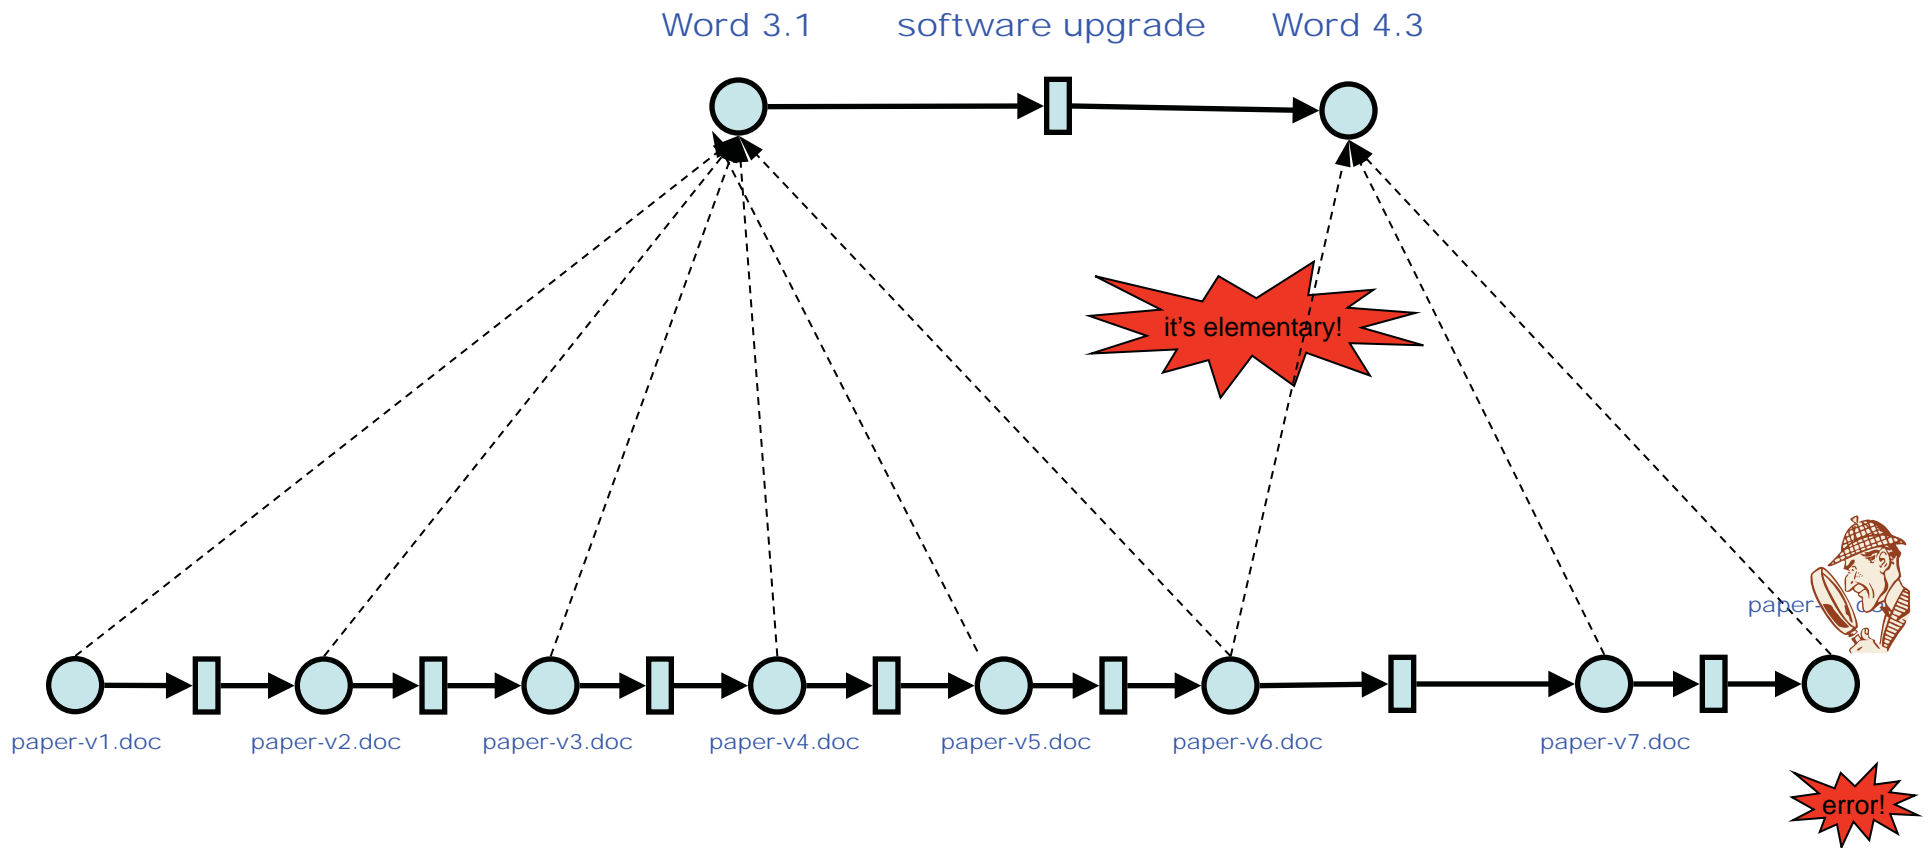 Word 3.1 software upgrade Word 4.3
it's elementary!
paper-
paper-v1.doc paper-v2.doc paper-v3.doc paper-v4.doc paper-v5.doc paper-v6.doc paper-v7.doc
error!